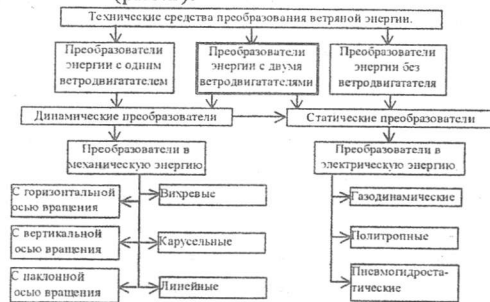 Технические средства преобразования ветряной энергии.
Преобразователи
энергии с одним
ветродвигатателем
Преобразователи
энергии с двумя
ветродвигатателями
Преобразователи
энергии без
ветродвигатателя
Динамические преобразователи
Статические преобразователи
Преобразователи в
механическую энергию
Преобразователи в
электрическую энергию
С горизонтальной
осью вращения
Вихревые
Газодинамические
С вертикальной
осью вращения
Карусельные
Политропные
С наклонной
осью вращения
Линейные
Пневмогидроста-
тические